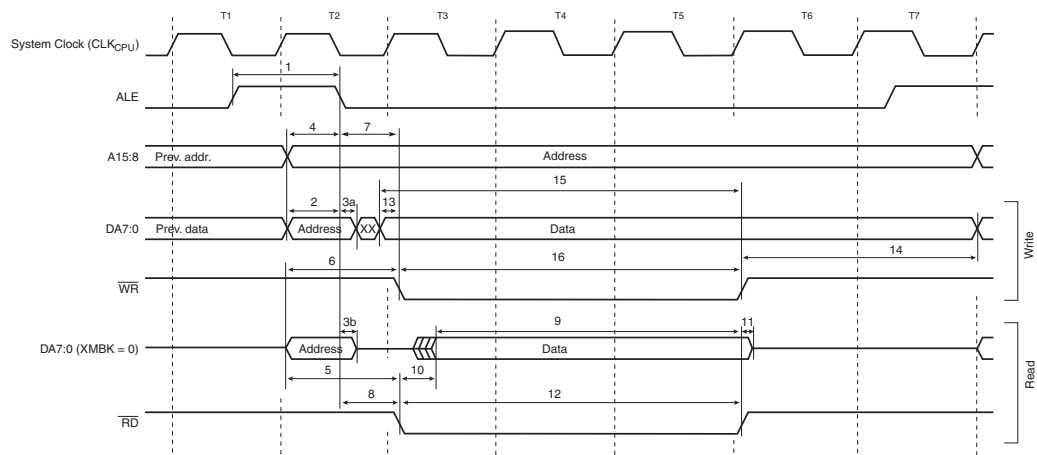 T1 T2 T3 T4 T5 T6 T7
System Clock (CLKCPU)
1
ALE
4 7
A15:8 Prev. addr. Address
15
2 3a 13
DA7:0 Prev. data Address XX Data
6 16 14
WR
Write
3b 9 11
DA7:0 (XMBK = 0) Address Data
5 10
8 12
RD
Read